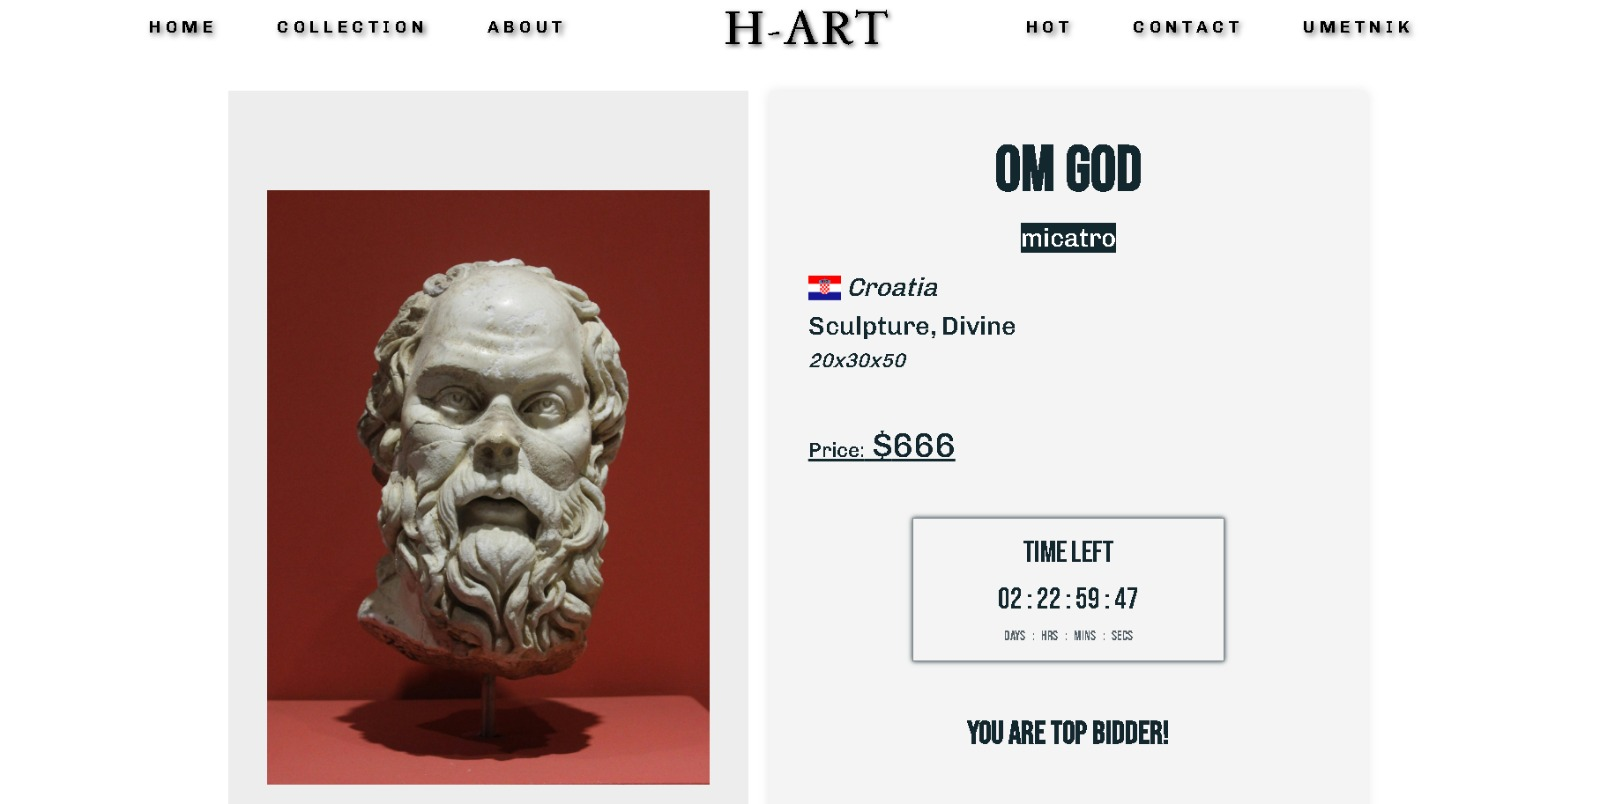 HOME COLLECTION ABOUT H-ART HOT CONTACT UMETNIK
OM GOD
micatro
Croatia
Sculpture, Divine
20x30x50
Price: $666
TIME LEFT
02 : 22 : 59 : 47
DAYS : HRS : MINS : SECS
YOU ARE TOP BIDDER!